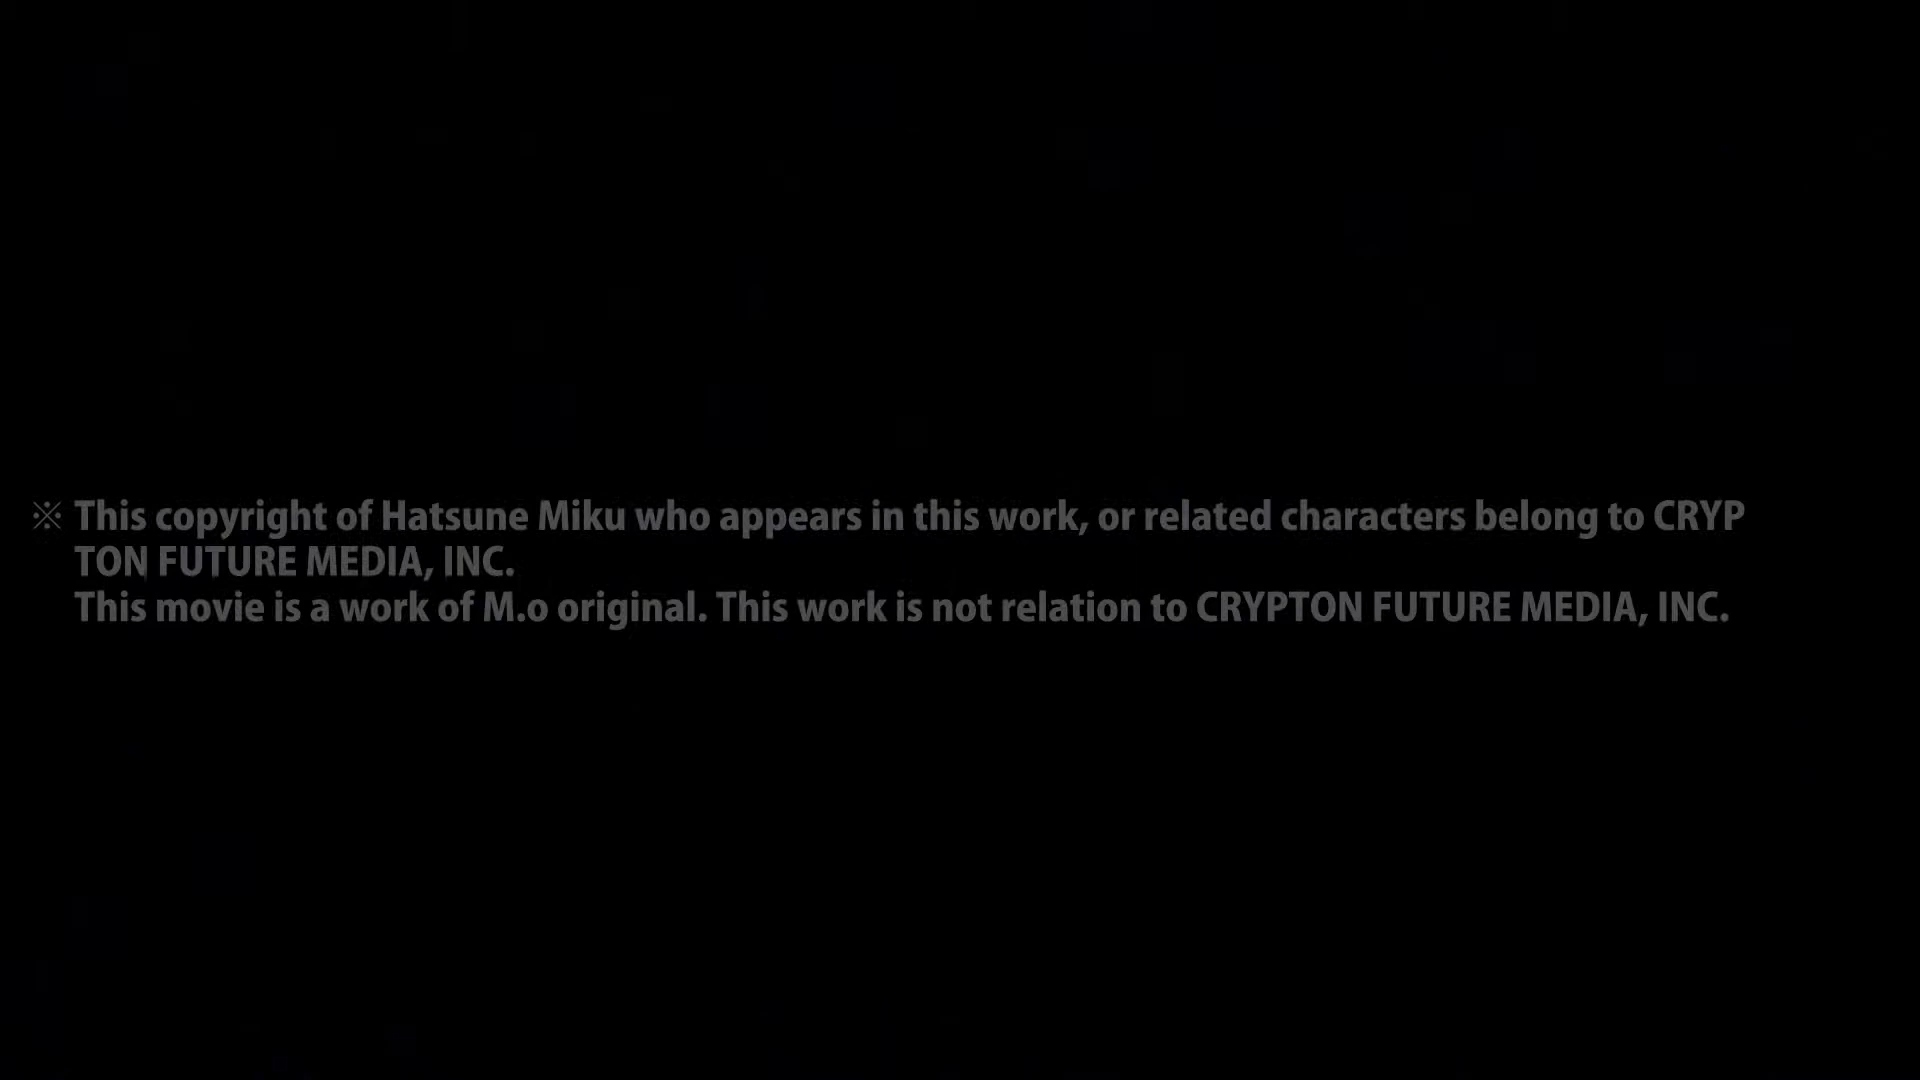 ※ This copyright of Hatsune Miku who appears in this work, or related characters belong to CRYP
TON FUTURE MEDIA, INC.
This movie is a work of M.o original. This work is not relation to CRYPTON FUTURE MEDIA, INC.